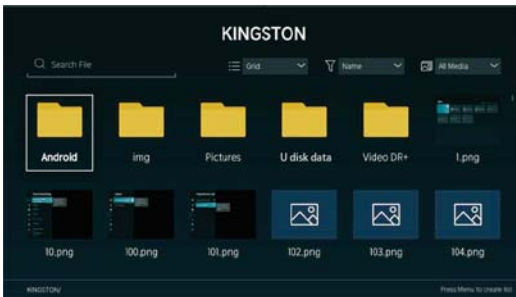 KINGSTON
Search File
Grid
Name
All Media
Android
img
Pictures
U disk data
Video DR+
1.png
10.png
100.png
101.png
102.png
103.png
104.png
KINGSTON/
Press Menu to create list